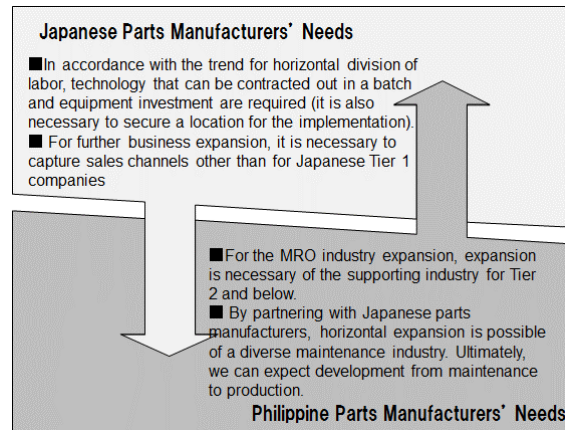 Japanese Parts Manufacturers' Needs
■In accordance with the trend for horizontal division of
labor, technology that can be contracted out in a batch
and equipment investment are required (it is also
necessary to secure a location for the implementation).
■ For further business expansion, it is necessary to
capture sales channels other than for Japanese Tier 1
companies
■For the MRO industry expansion, expansion
is necessary of the supporting industry for Tier
2 and below.
■ By partnering with Japanese parts
manufacturers, horizontal expansion is possible
of a diverse maintenance industry. Ultimately,
we can expect development from maintenance
to production.
Philippine Parts Manufacturers' Needs